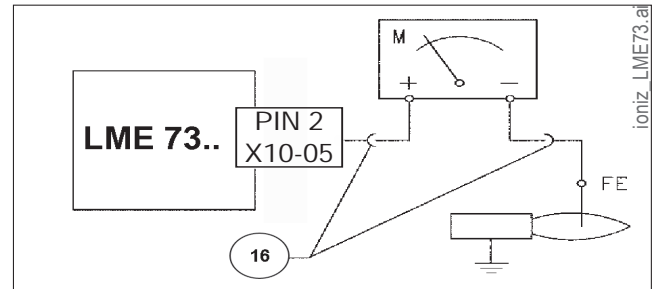 M
+ −
LME 73..
PIN 2
X10-05
FE
16
ioniz_LME73.ai